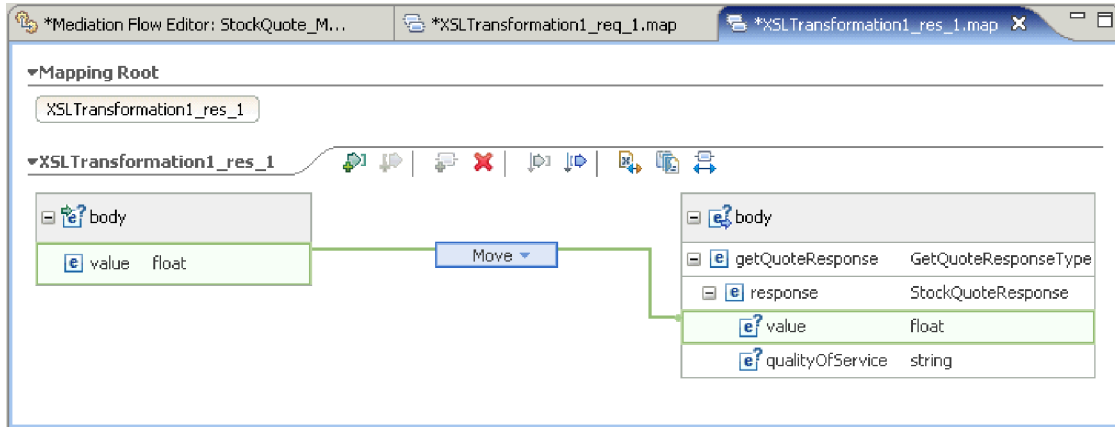 *Mediation Flow Editor: StockQuote_M... *XSLTransformation1_req_1.map *XSLTransformation1_res_1.map
Mapping Root
XSLTransformation1_res_1
XSLTransformation1_res_1
body body
value float Move getQuoteResponse GetQuoteResponseType
response StockQuoteResponse
value float
qualityOfService string